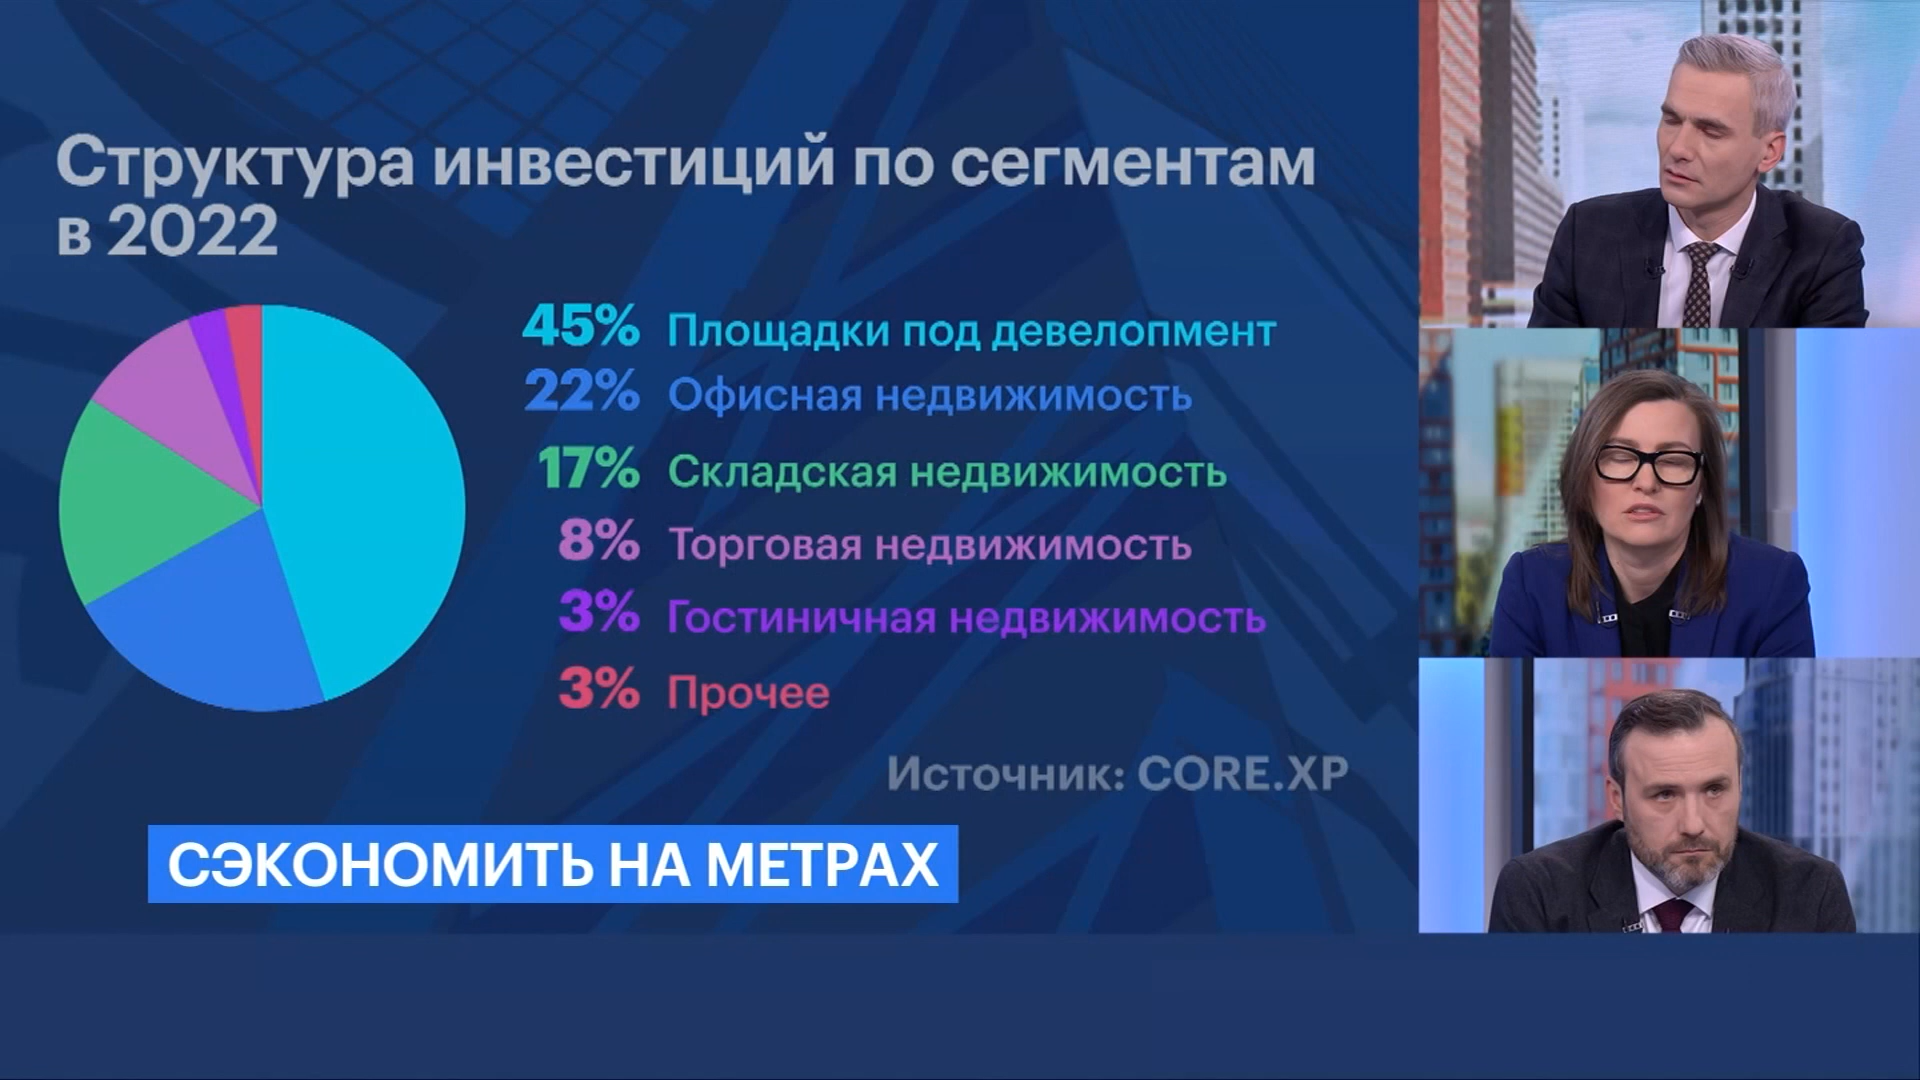 Структура инвестиций по сегментам
в 2022
45% Площадки под девелопмент
22% Офисная недвижимость
17% Складская недвижимость
8% Торговая недвижимость
3% Гостиничная недвижимость
3% Прочее
Источник: CORE.XP
СЭКОНОМИТЬ НА МЕТРАХ